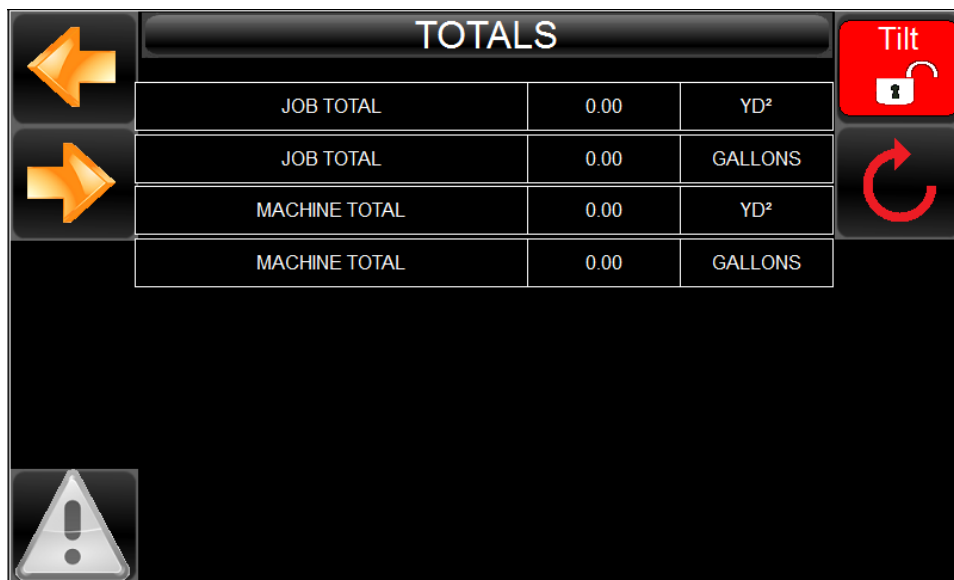 TOTALS
Tilt
JOB TOTAL 0.00 YD²
JOB TOTAL 0.00 GALLONS
MACHINE TOTAL 0.00 YD²
MACHINE TOTAL 0.00 GALLONS